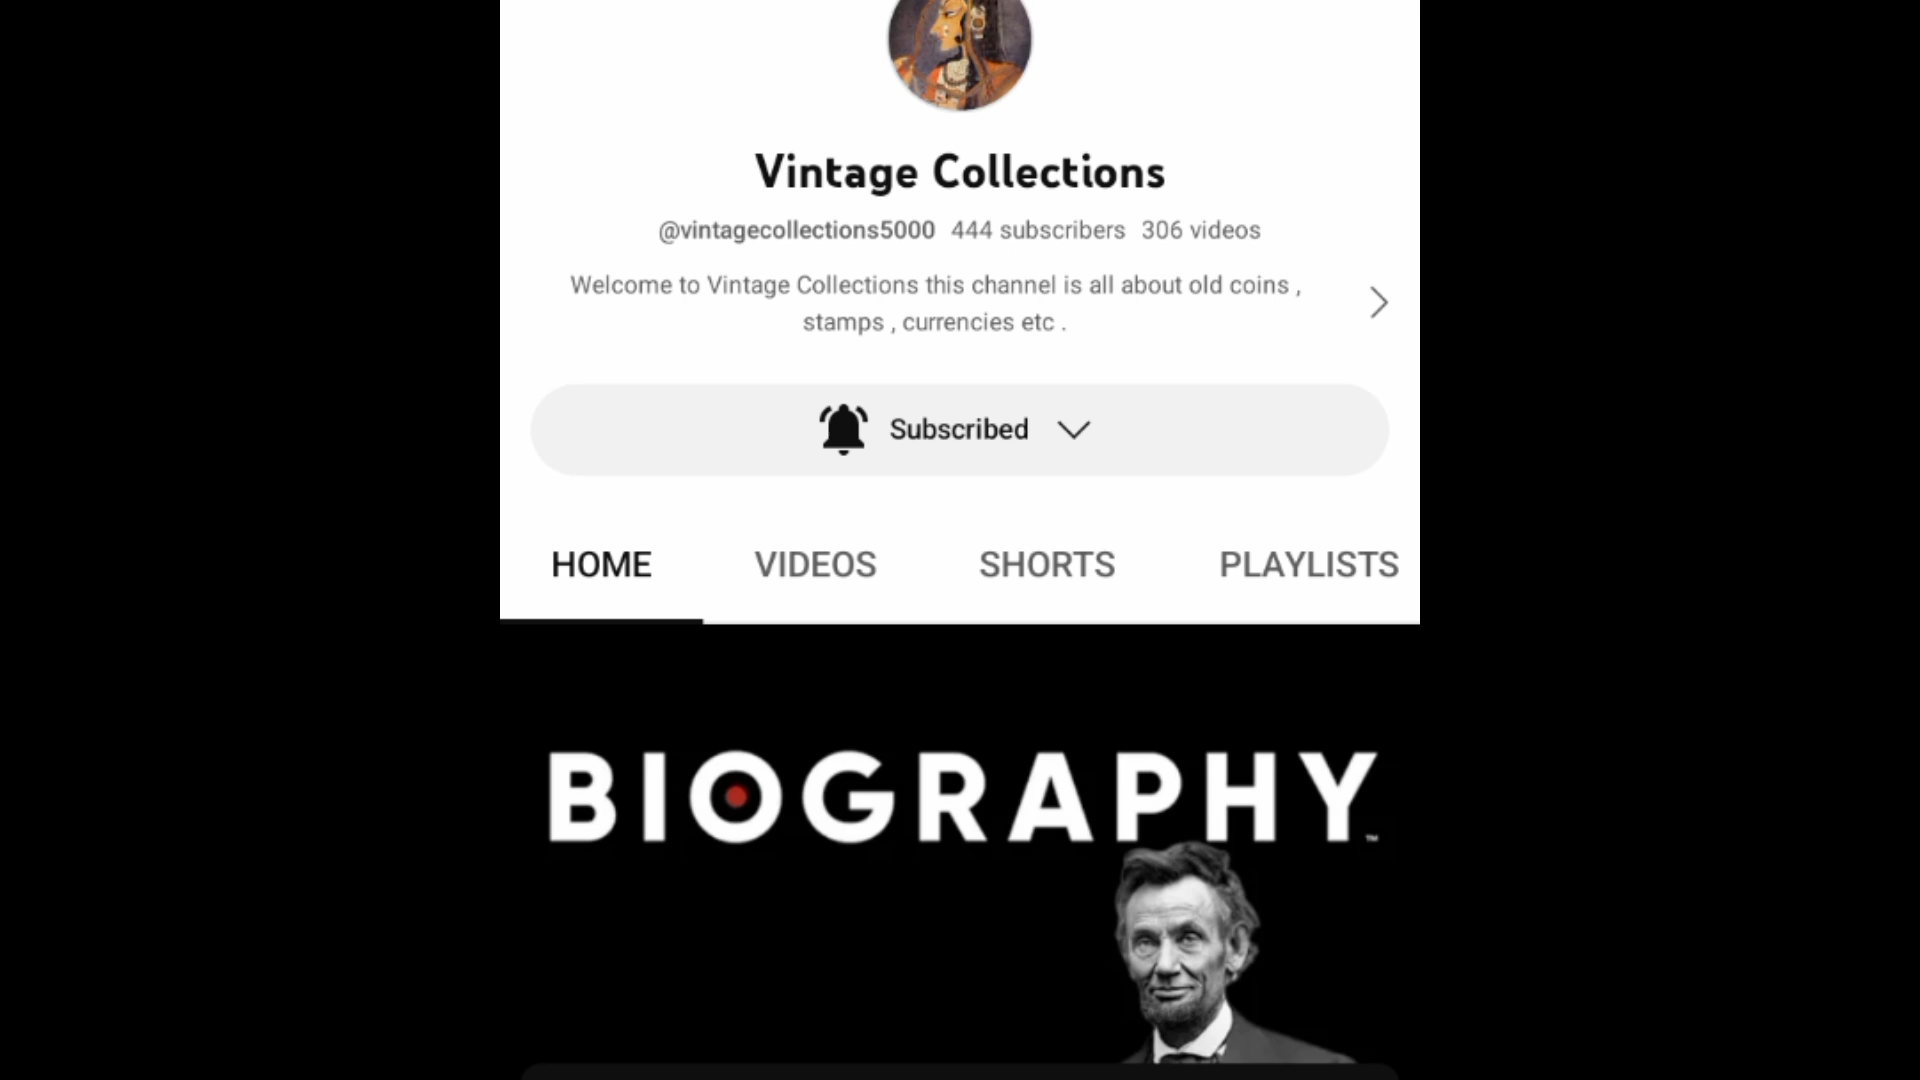 Vintage Collections
@vintagecollections5000 444 subscribers 306 videos
Welcome to Vintage Collections this channel is all about old coins ,
stamps , currencies etc .
Subscribed
HOME VIDEOS SHORTS PLAYLISTS
BIOGRAPHY™